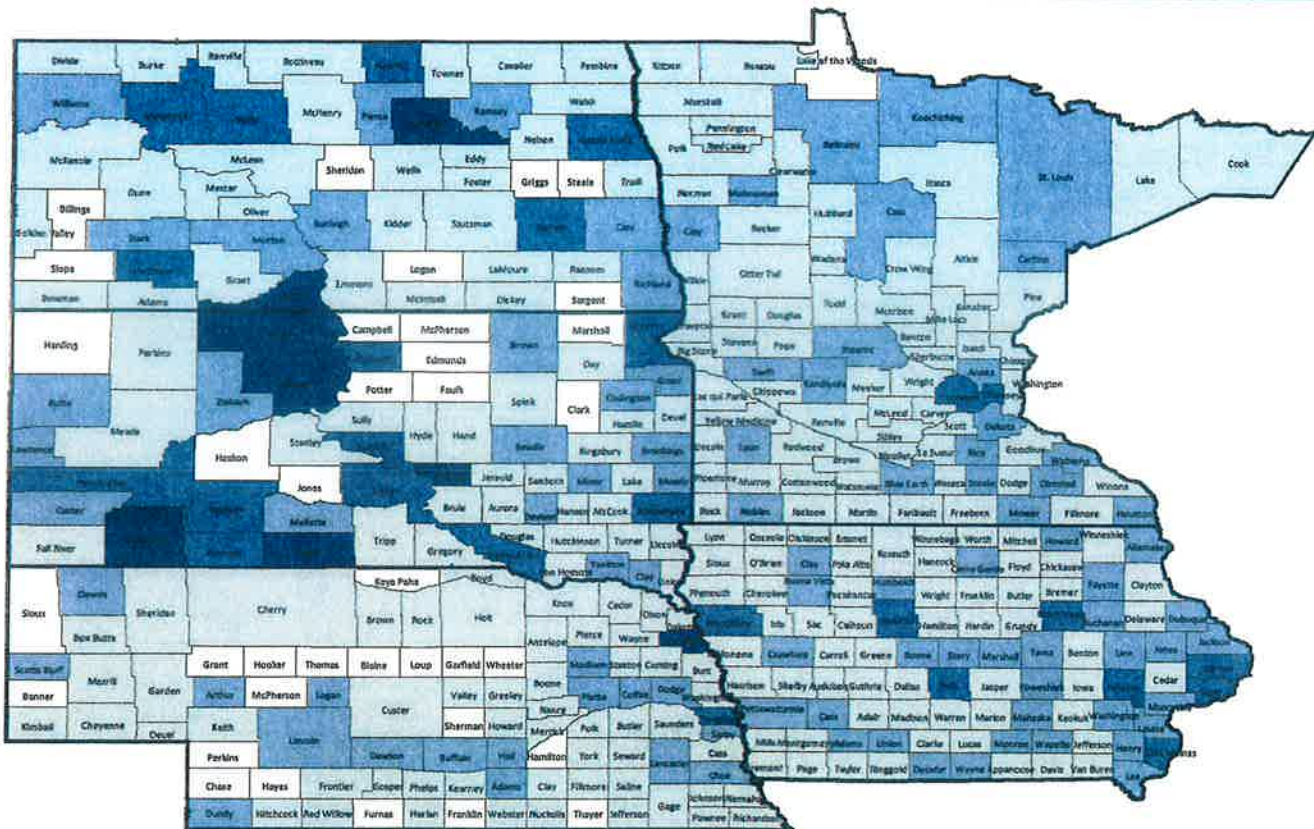 Divide Burke Renville Bottineau Towner Cavalier Pembina Kittson Roseau Lake of the Woods
Williams McHenry Pierce Ramsey Walsh Marshall Koochiching
Pennington
Nelson Polk Red Lake Beltrami Cook
McKenzie McLean Sheridan Wells Eddy Clearwater Itasca St. Louis Lake
Dunn Mercer Foster Griggs Steele Traill Norman Mahnomen
Billings Oliver Hubbard Cass
Golden Valley Stark Morton Burleigh Kidder Stutsman Cass Clay Becker
Wadena Crow Wing Aitkin Carlton
Slope Grant Emmons Logan LaMoure Ransom Richland Wilkin Otter Tail
Bowman Adams McIntosh Dickey Sargent Todd Morrison Pine
Grant Douglas Mille Lacs Kanabec
Harding Perkins Campbell McPherson Brown Marshall Stevens Pope Stearns Benton Isanti
Edmunds Day Big Stone Sherburne Chisago
Butte Ziebach Potter Faulk Spink Clark Codington Grant Swift Kandiyohi Meeker Wright Anoka Washington
Chippewa
Meade Sully Hyde Hand Hamlin Deuel Lac qui Parle McLeod Carver
Lawrence Haakon Stanley Beadle Kingsbury Brookings Yellow Medicine Renville Sibley Scott Dakota
Lincoln Lyon Redwood Brown Nicollet Le Sueur Rice Goodhue Wabasha
Jones Jerauld Sanborn Miner Lake Moody Pipestone Murray Cottonwood Watonwan Blue Earth Waseca Steele Dodge Olmsted Winona
Custer Mellette Brule Aurora Hanson McCook Rock Nobles Jackson Martin Faribault Freeborn Mower Fillmore Houston
Fall River Tripp Gregory Douglas Hutchinson Turner Lincoln Lyon Osceola Dickinson Emmet Winnebago Worth Mitchell Howard Winneshiek Allamakee
Bon Homme Yankton Clay Union Sioux O'Brien Clay Palo Alto Kossuth Hancock Cerro Gordo Floyd Chickasaw
Sioux Dawes Sheridan Cherry Keya Paha Boyd Knox Cedar Dixon Plymouth Cherokee Buena Vista Pocahontas Humboldt Wright Franklin Butler Bremer Fayette Clayton
Box Butte Brown Rock Holt Antelope Pierce Wayne Ida Sac Calhoun Hamilton Hardin Grundy Buchanan Delaware Dubuque
Scotts Bluff Grant Hooker Thomas Blaine Loup Garfield Wheeler Madison Stanton Cuming Burt Monona Crawford Carroll Greene Boone Story Marshall Tama Benton Linn Jones Jackson
Banner Morrill Garden Arthur McPherson Logan Custer Valley Greeley Boone Platte Colfax Dodge Washington Harrison Shelby Audubon Guthrie Dallas Jasper Poweshiek Iowa Cedar
Kimball Cheyenne Deuel Keith Sherman Howard Nance Merrick Polk Butler Saunders Pottawattamie Cass Adair Madison Warren Marion Mahaska Keokuk Washington Louisa
Perkins Lincoln Dawson Buffalo Hall Hamilton York Seward Lancaster Cass Mills Montgomery Adams Union Clarke Lucas Monroe Wapello Jefferson Henry
Chase Hayes Frontier Gosper Phelps Kearney Adams Clay Fillmore Saline Otoe Fremont Page Taylor Ringgold Decatur Wayne Appanoose Davis Van Buren Lee
Dundy Hitchcock Red Willow Furnas Harlan Franklin Webster Nuckolls Thayer Jefferson Gage Johnson Nemaha
Pawnee Richardson